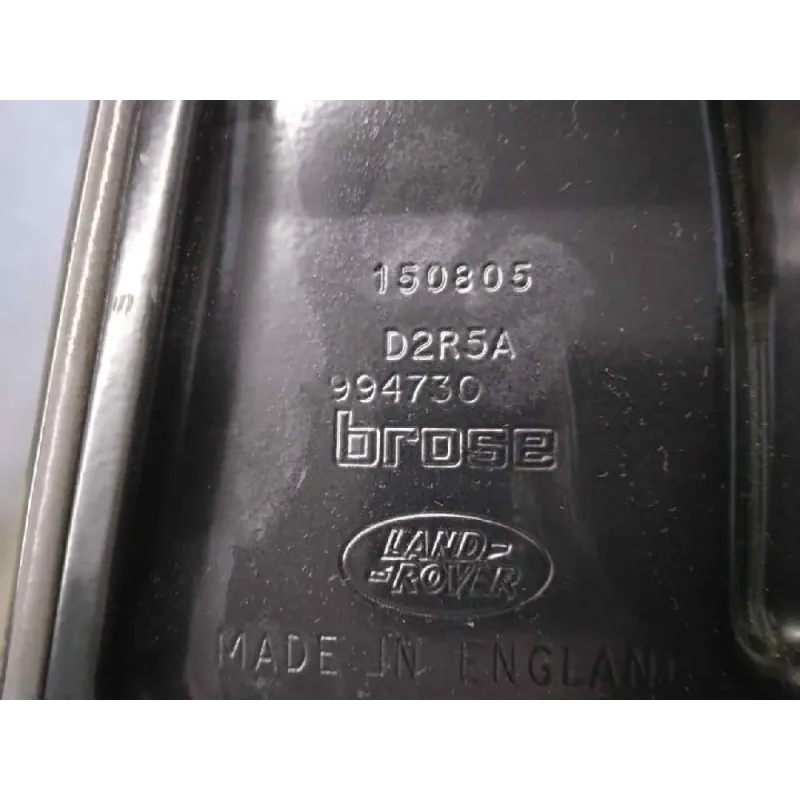 150805
D2R5A
994730
brose
LAND-
-ROVER
MADE IN ENGLAND